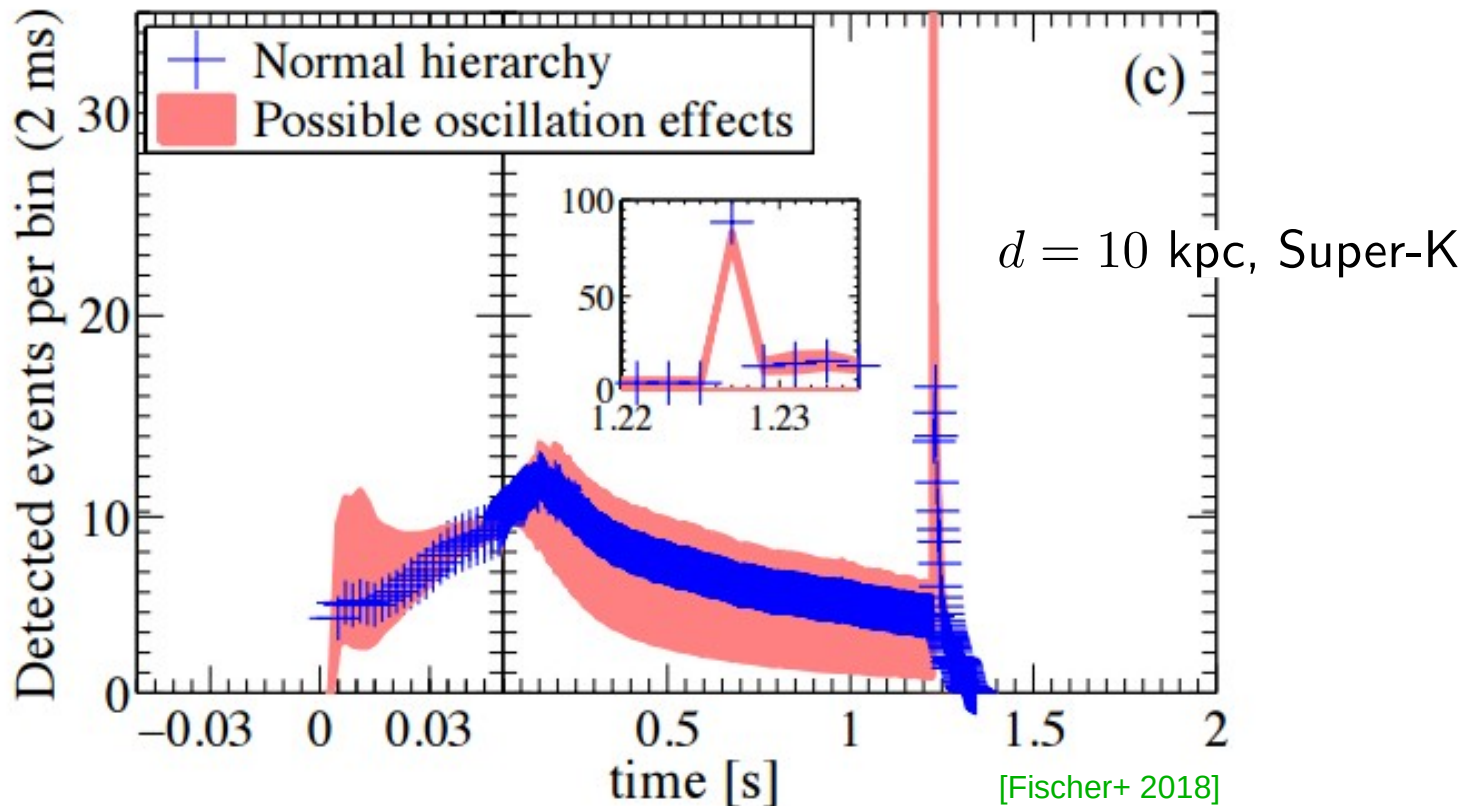 Normal hierarchy
Possible oscillation effects
(c)
Detected events per bin (2 ms)
30
20
10
0
100
50
0
1.22 1.23
d = 10 kpc, Super-K
−0.03 0 0.03 0.5 1 1.5 2
time [s]
[Fischer+ 2018]